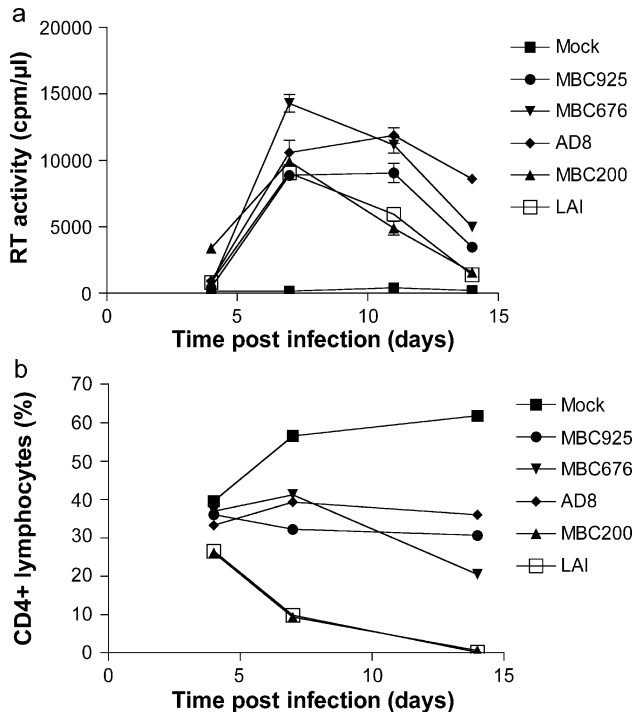 a
RT activity (cpm/µl)
20000
15000
10000
5000
0
0 5 10 15
Time post infection (days)
Mock
MBC925
MBC676
AD8
MBC200
LAI
b
CD4+ lymphocytes (%)
70
60
50
40
30
20
10
0
0 5 10 15
Time post infection (days)
Mock
MBC925
MBC676
AD8
MBC200
LAI